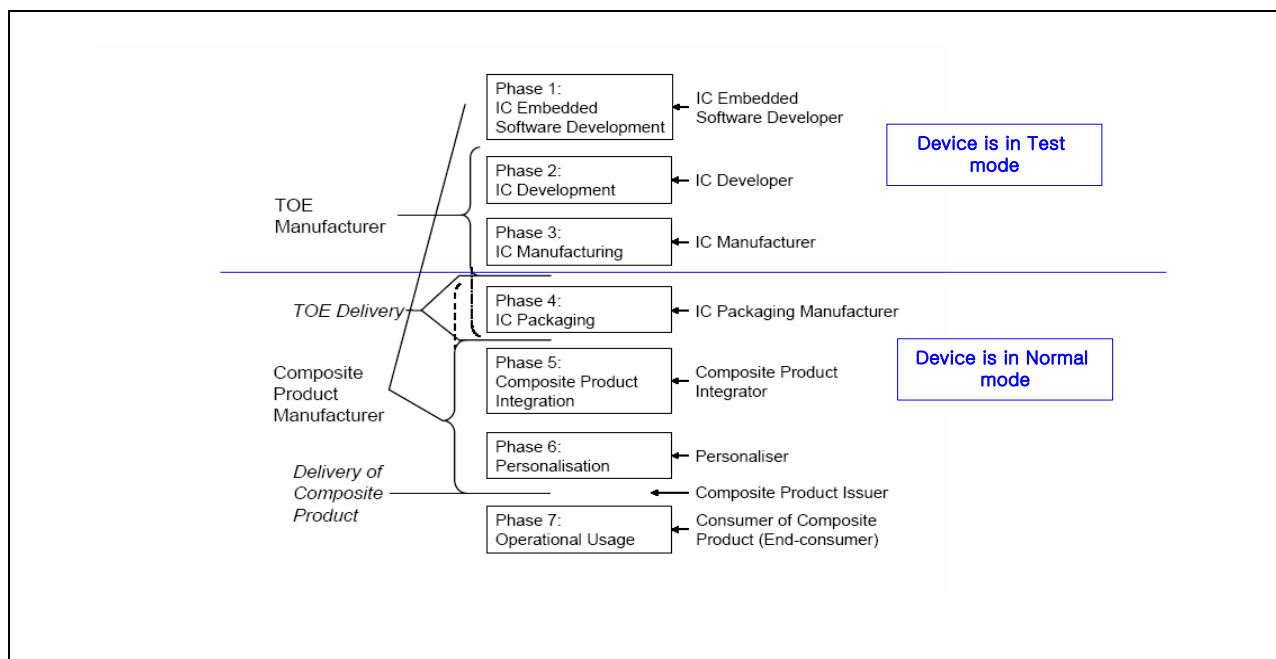 Phase 1:
IC Embedded
Software Development
IC Embedded
Software Developer
Device is in Test
mode
Phase 2:
IC Development
IC Developer
TOE
Manufacturer
Phase 3:
IC Manufacturing
IC Manufacturer
TOE Delivery
Phase 4:
IC Packaging
IC Packaging Manufacturer
Device is in Normal
mode
Composite
Product
Manufacturer
Phase 5:
Composite Product
Integration
Composite Product
Integrator
Phase 6:
Personalisation
Personaliser
Delivery of
Composite
Product
Composite Product Issuer
Phase 7:
Operational Usage
Consumer of Composite
Product (End-consumer)